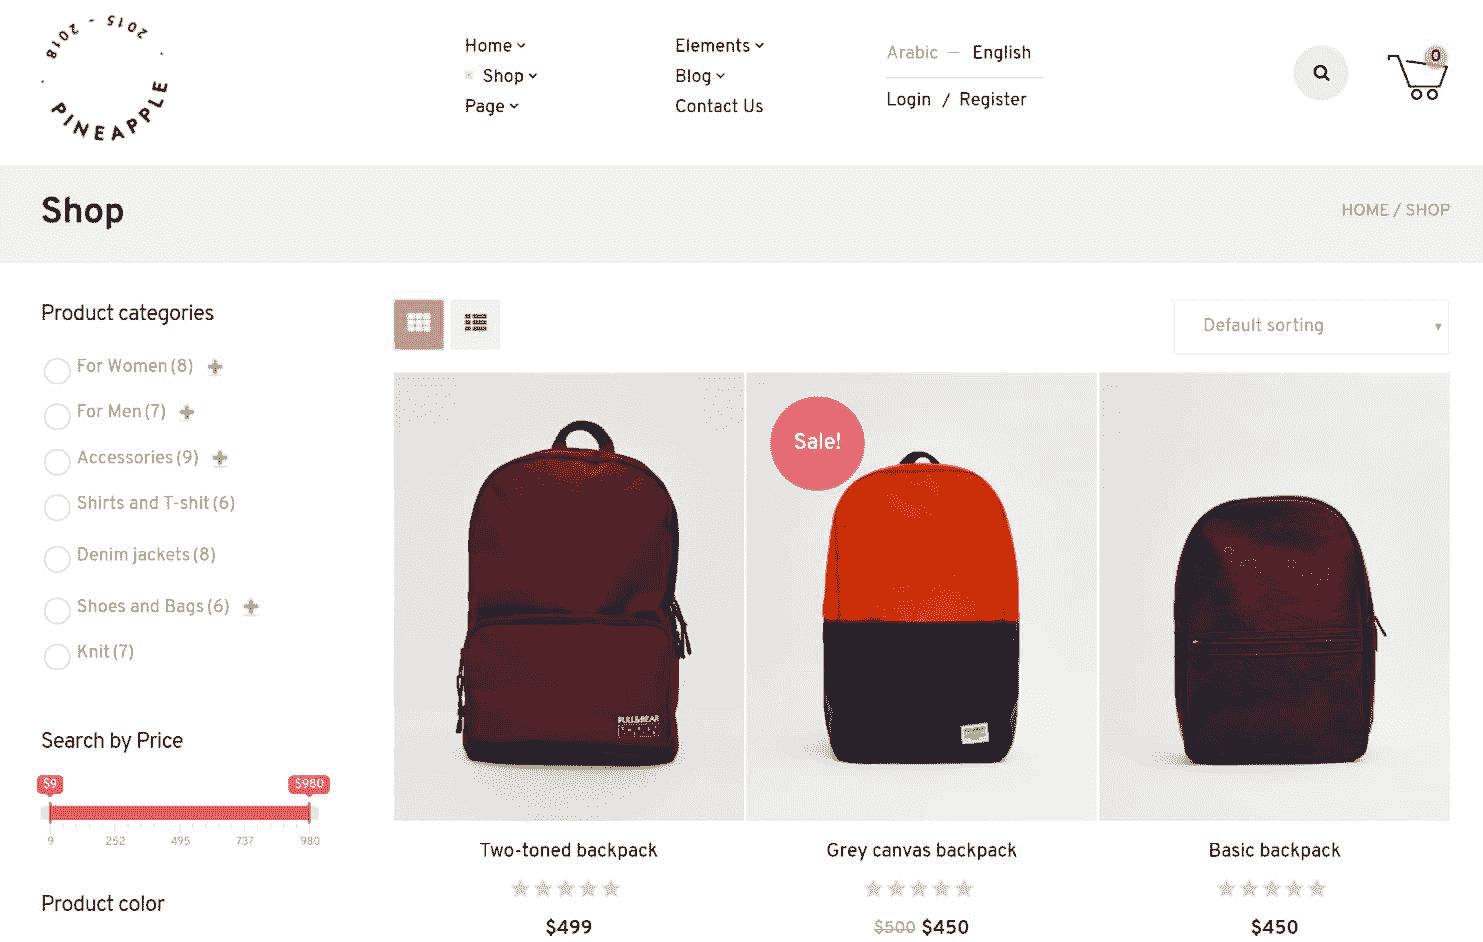 2015 - 2018
PINEAPPLE
Home
Shop
Page
Elements
Blog
Contact Us
Arabic — English
Login / Register
0
Shop
HOME / SHOP
Product categories
For Women (8)
For Men (7)
Accessories (9)
Shirts and T-shit (6)
Denim jackets (8)
Shoes and Bags (6)
Knit (7)
Search by Price
$9 $980
9 252 495 737 980
Product color
Default sorting
PULL&BEAR
Sale!
Two-toned backpack
$499
Grey canvas backpack
$500 $450
Basic backpack
$450